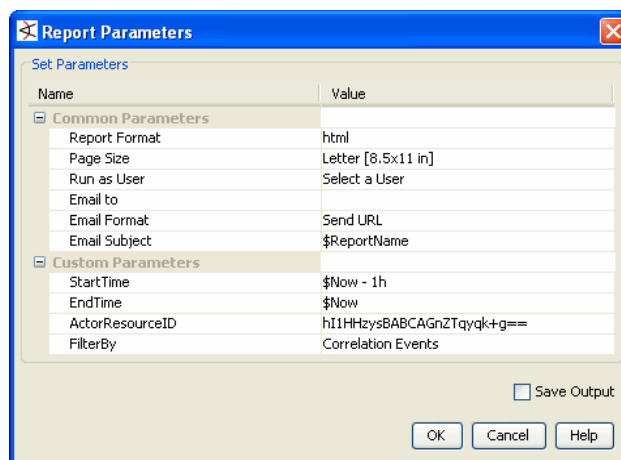 Report Parameters
Set Parameters
Name Value
Common Parameters
Report Format html
Page Size Letter [8.5x11 in]
Run as User Select a User
Email to
Email Format Send URL
Email Subject $ReportName
Custom Parameters
StartTime $Now - 1h
EndTime $Now
ActorResourceID hI1HHzysBABCAGnZTqyqk+g==
FilterBy Correlation Events
Save Output
OK Cancel Help